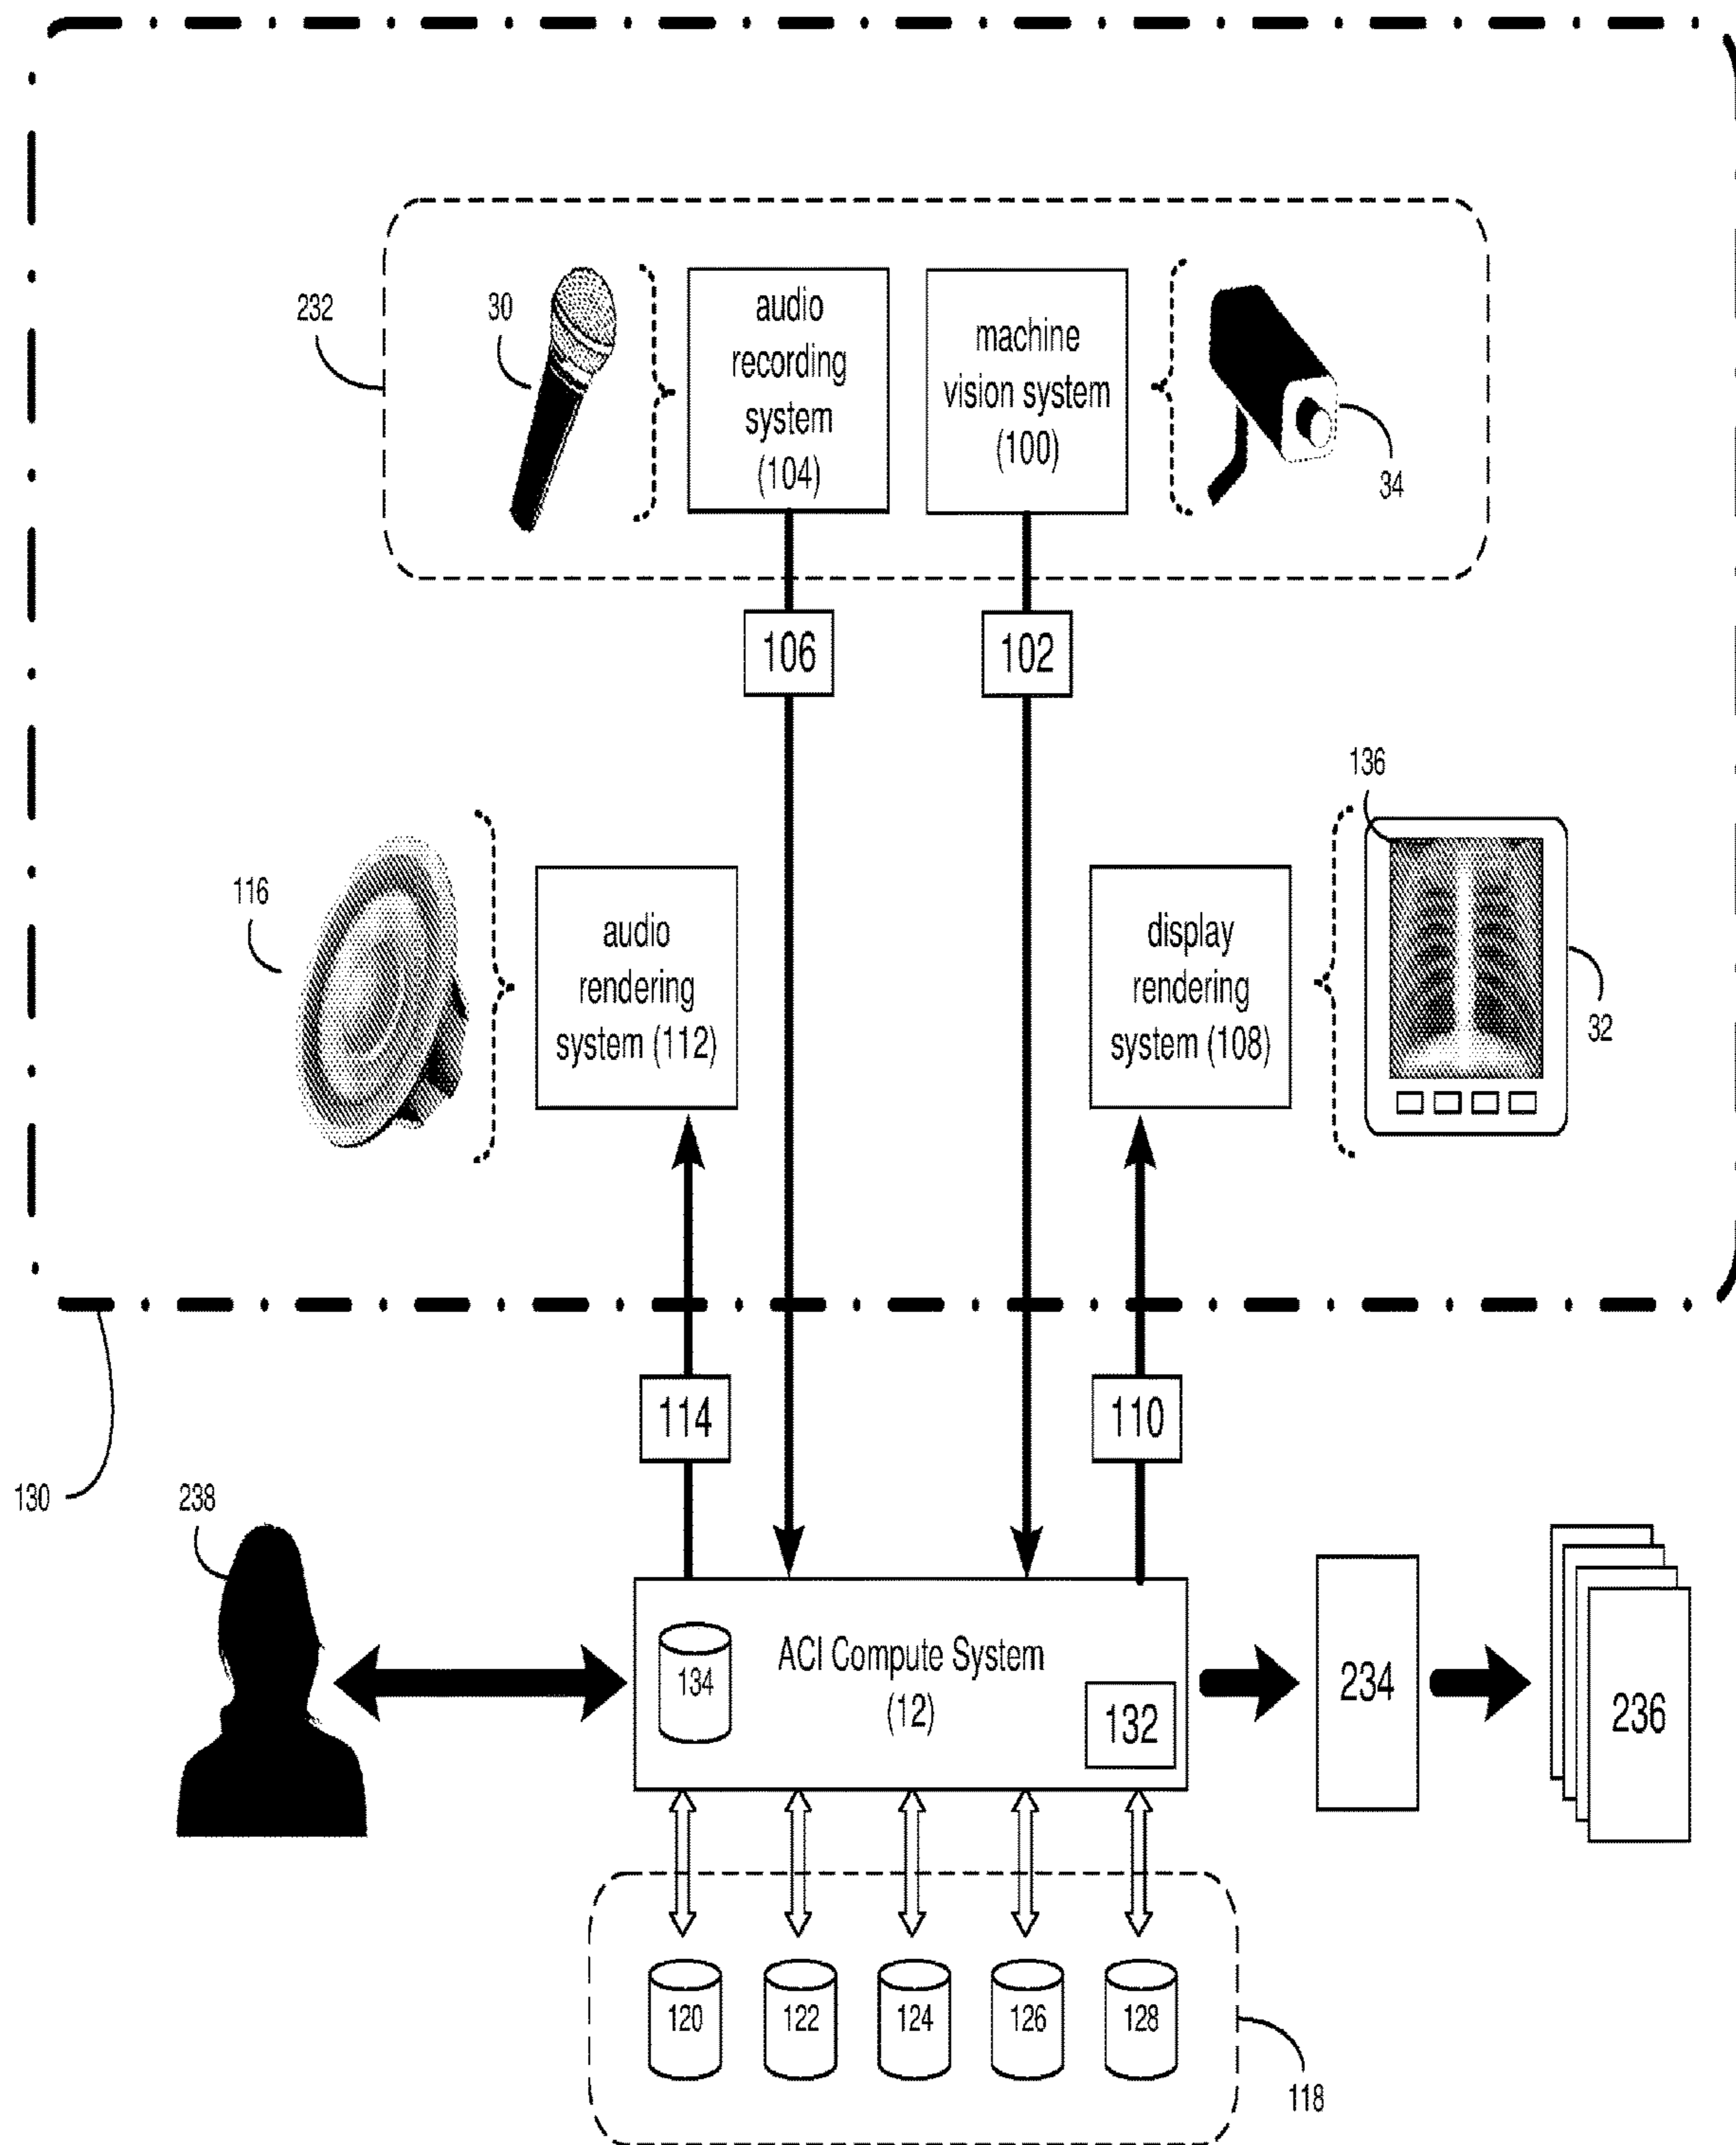 232
30
audio
recording
system
(104)
machine
vision system
(100)
34
106
102
136
116
audio
rendering
system (112)
display
rendering
system (108)
32
114
110
130
238
134
ACI Compute System
(12)
132
234
236
120
122
124
126
128
118